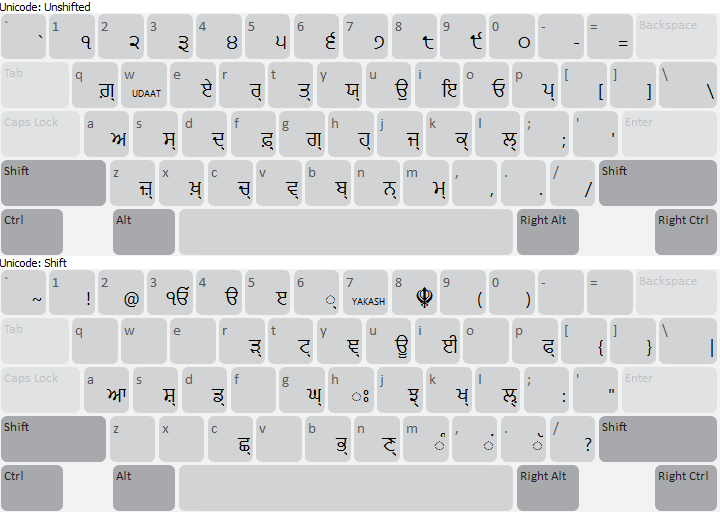 Unicode: Unshifted
` ` 1 ੧ 2 ੨ 3 ੩ 4 ੪ 5 ੫ 6 ੬ 7 ੭ 8 ੮ 9 ੯ 0 ੦ - - = = Backspace
Tab q ਗ਼੍ w UDAAT e ਏ r ਰ੍ t ਤ੍ y ਯ੍ u ਉ i ਇ o ਓ p ਪ੍ [ [ ] ] \ \
Caps Lock a ਅ s ਸ੍ d ਦ੍ f ਫ਼੍ g ਗ੍ h ਹ੍ j ਜ੍ k ਕ੍ l ਲ੍ ; ; ' ' Enter
Shift z ਜ਼੍ x ਖ਼੍ c ਚ੍ v ਵ੍ b ਬ੍ n ਨ੍ m ਮ੍ , , . . / / Shift
Ctrl Alt Right Alt Right Ctrl
Unicode: Shift
` ~ 1 ! 2 @ 3 ੧ੴ 4 ੳ 5 ੲ 6 ੍ 7 YAKASH 8 ☬ 9 ( 0 ) - = Backspace
Tab q w e r ੜ੍ t ਟ੍ y ਞ੍ u ਊ i ਈ o p ਫ੍ [ { ] } \ |
Caps Lock a ਆ s ਸ਼੍ d ਡ੍ f g ਘ੍ h ਃ j ਝ੍ k ਖ੍ l ਲ਼੍ ; : ' " Enter
Shift z x c ਛ੍ v b ਭ੍ n ਣ੍ m ੰ , ਂ . ੱ / ? Shift
Ctrl Alt Right Alt Right Ctrl